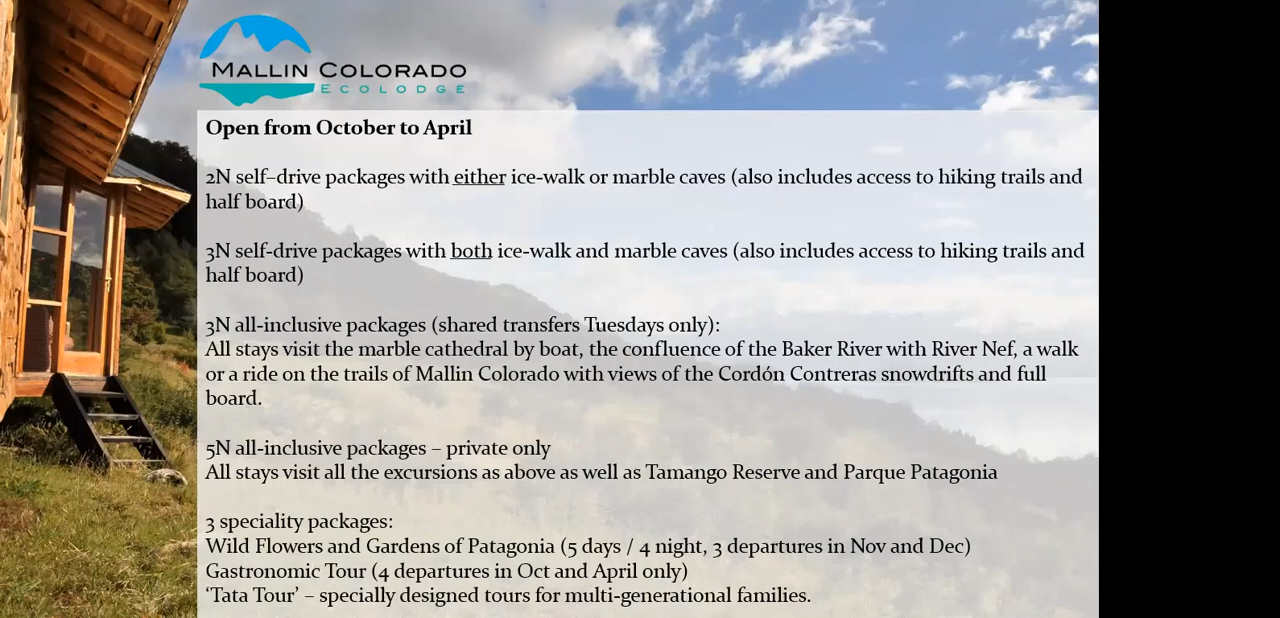 MALLIN COLORADO
ECOLODGE
Open from October to April
2N self–drive packages with either ice-walk or marble caves (also includes access to hiking trails and
half board)
3N self-drive packages with both ice-walk and marble caves (also includes access to hiking trails and
half board)
3N all-inclusive packages (shared transfers Tuesdays only):
All stays visit the marble cathedral by boat, the confluence of the Baker River with River Nef, a walk
or a ride on the trails of Mallin Colorado with views of the Cordón Contreras snowdrifts and full
board.
5N all-inclusive packages – private only
All stays visit all the excursions as above as well as Tamango Reserve and Parque Patagonia
3 speciality packages:
Wild Flowers and Gardens of Patagonia (5 days / 4 night, 3 departures in Nov and Dec)
Gastronomic Tour (4 departures in Oct and April only)
‘Tata Tour’ – specially designed tours for multi-generational families.